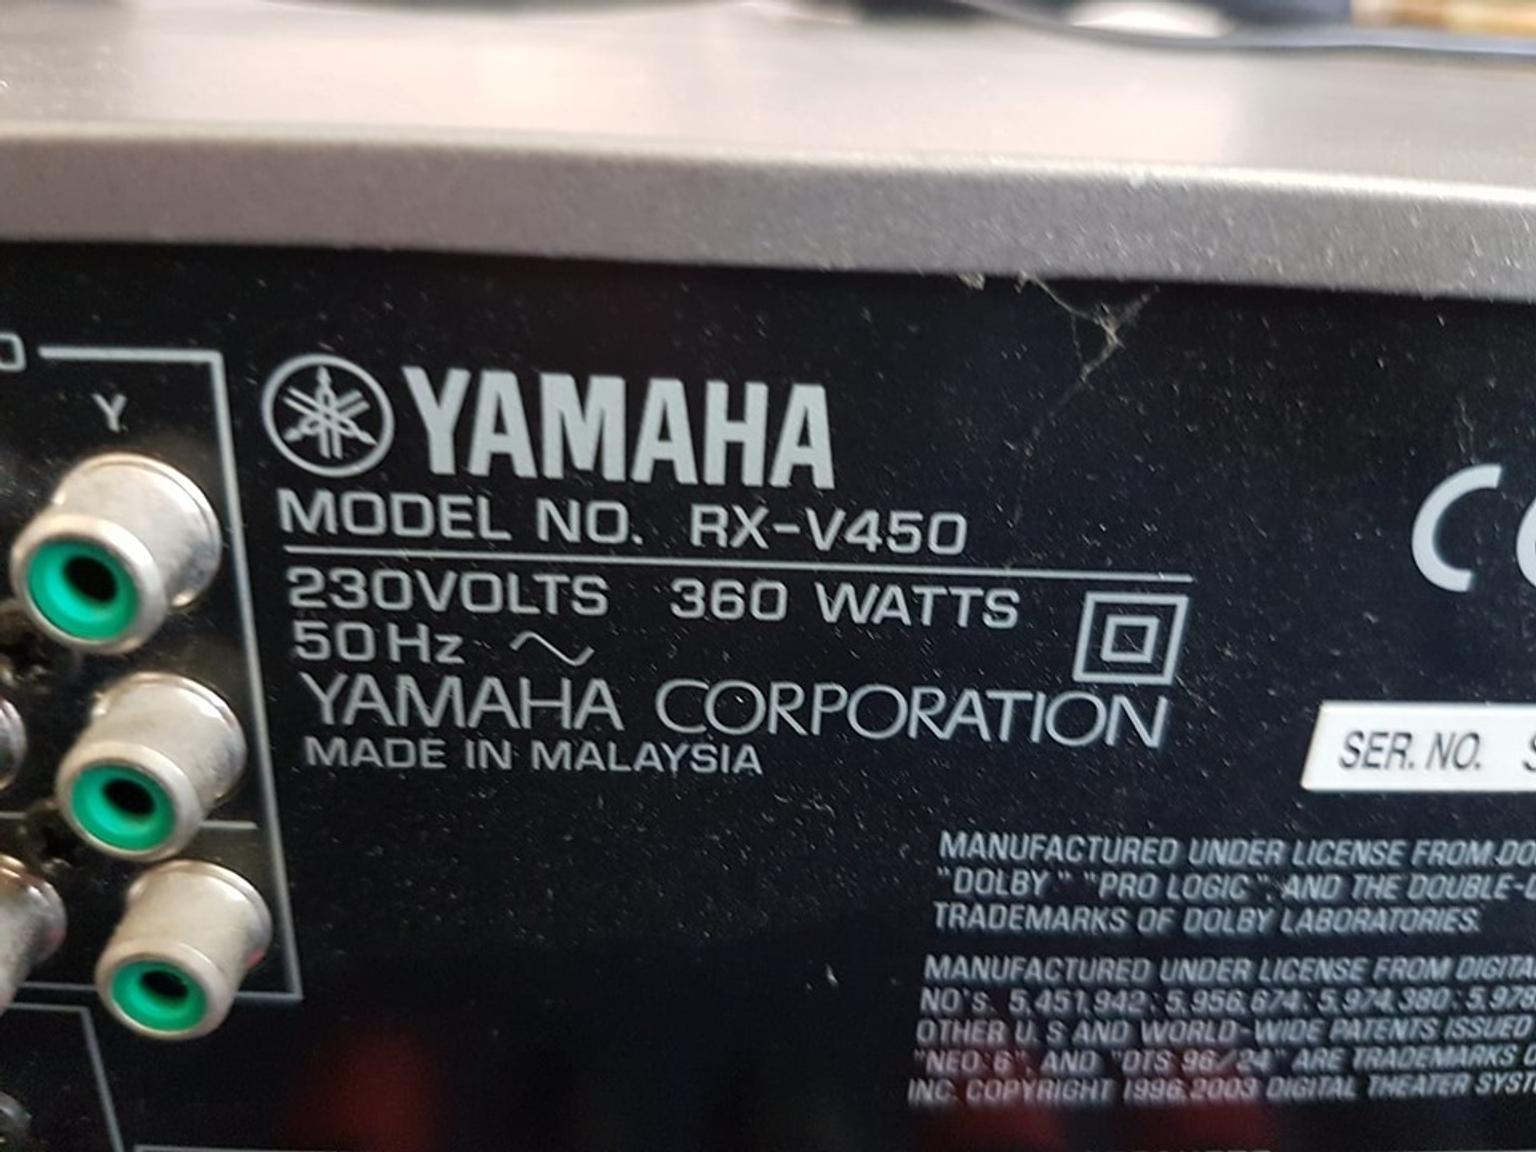 Y
YAMAHA
MODEL NO. RX-V450
230VOLTS 360 WATTS
50Hz
YAMAHA CORPORATION
MADE IN MALAYSIA
SER. NO.
MANUFACTURED UNDER LICENSE FROM
"DOLBY" "PRO LOGIC", AND THE DOUBLE-
TRADEMARKS OF DOLBY LABORATORIES.
MANUFACTURED UNDER LICENSE FROM
NO's. 5,451,942; 5,956,674; 5,974,380;
OTHER U. S AND WORLD-WIDE PATENTS ISSUED
"NEO: 6", AND "DTS 96/24" ARE TRADEMARKS
INC. COPYRIGHT 1996,2003 DIGITAL THEATER